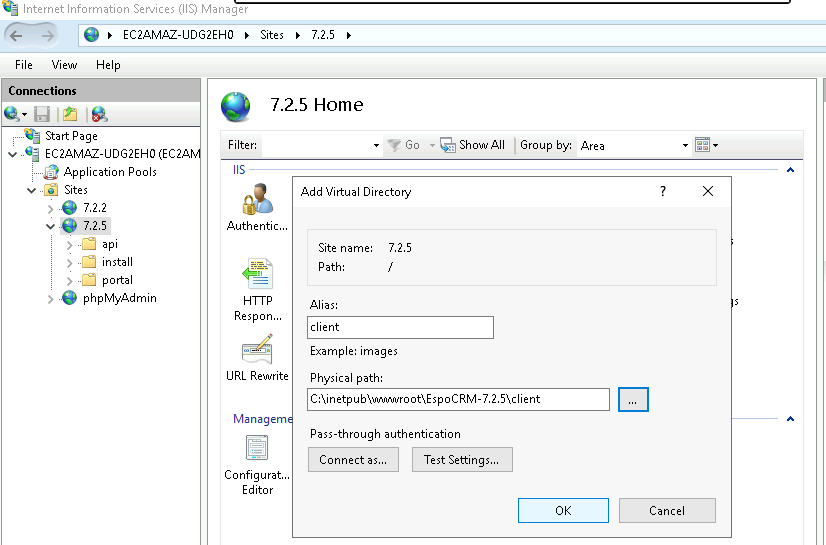 Internet Information Services (IIS) Manager
EC2AMAZ-UDG2EH0 Sites 7.2.5
File View Help
Connections
7.2.5 Home
Filter: Go Show All Group by: Area
Start Page
EC2AMAZ-UDG2EH0 (EC2AM
Application Pools
Sites
7.2.2
7.2.5
api
install
portal
phpMyAdmin
IIS
Authentic...
HTTP
Respon...
URL Rewrite
Manageme
Configurat...
Editor
Add Virtual Directory
?
Site name: 7.2.5
Path: /
Alias:
client
Example: images
Physical path:
C:\inetpub\wwwroot\EspoCRM-7.2.5\client
...
Pass-through authentication
Connect as... Test Settings...
OK Cancel